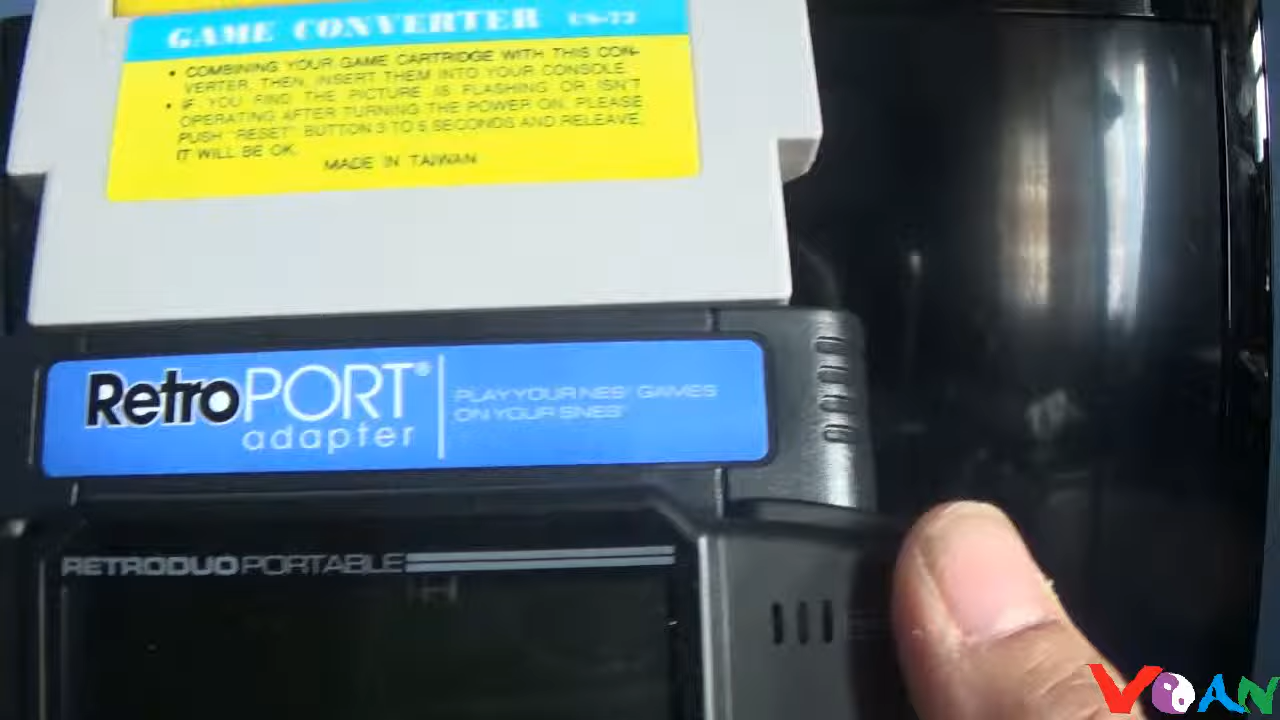 GAME CONVERTER US-72
• COMBINING YOUR GAME CARTRIDGE WITH THIS CON-
VERTER. THEN, INSERT THEM INTO YOUR CONSOLE.
• IF YOU FIND THE PICTURE IS FLASHING OR ISN'T
OPERATING AFTER TURNING THE POWER ON, PLEASE
PUSH "RESET" BUTTON 3 TO 5 SECONDS AND RELEAVE,
IT WILL BE OK.
MADE IN TAIWAN
RetroPORT®
adapter
PLAY YOUR NES® GAMES
ON YOUR SNES®
RETRODUO PORTABLE
VOAN